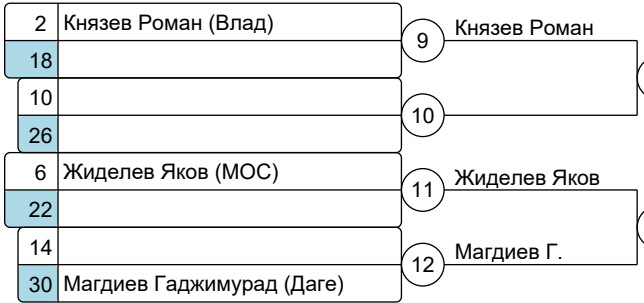 2 Князев Роман (Влад)
9 Князев Роман
18
10
10
26
6 Жиделев Яков (МОС)
11 Жиделев Яков
22
14
12 Магдиев Г.
30 Магдиев Гаджимурад (Даге)